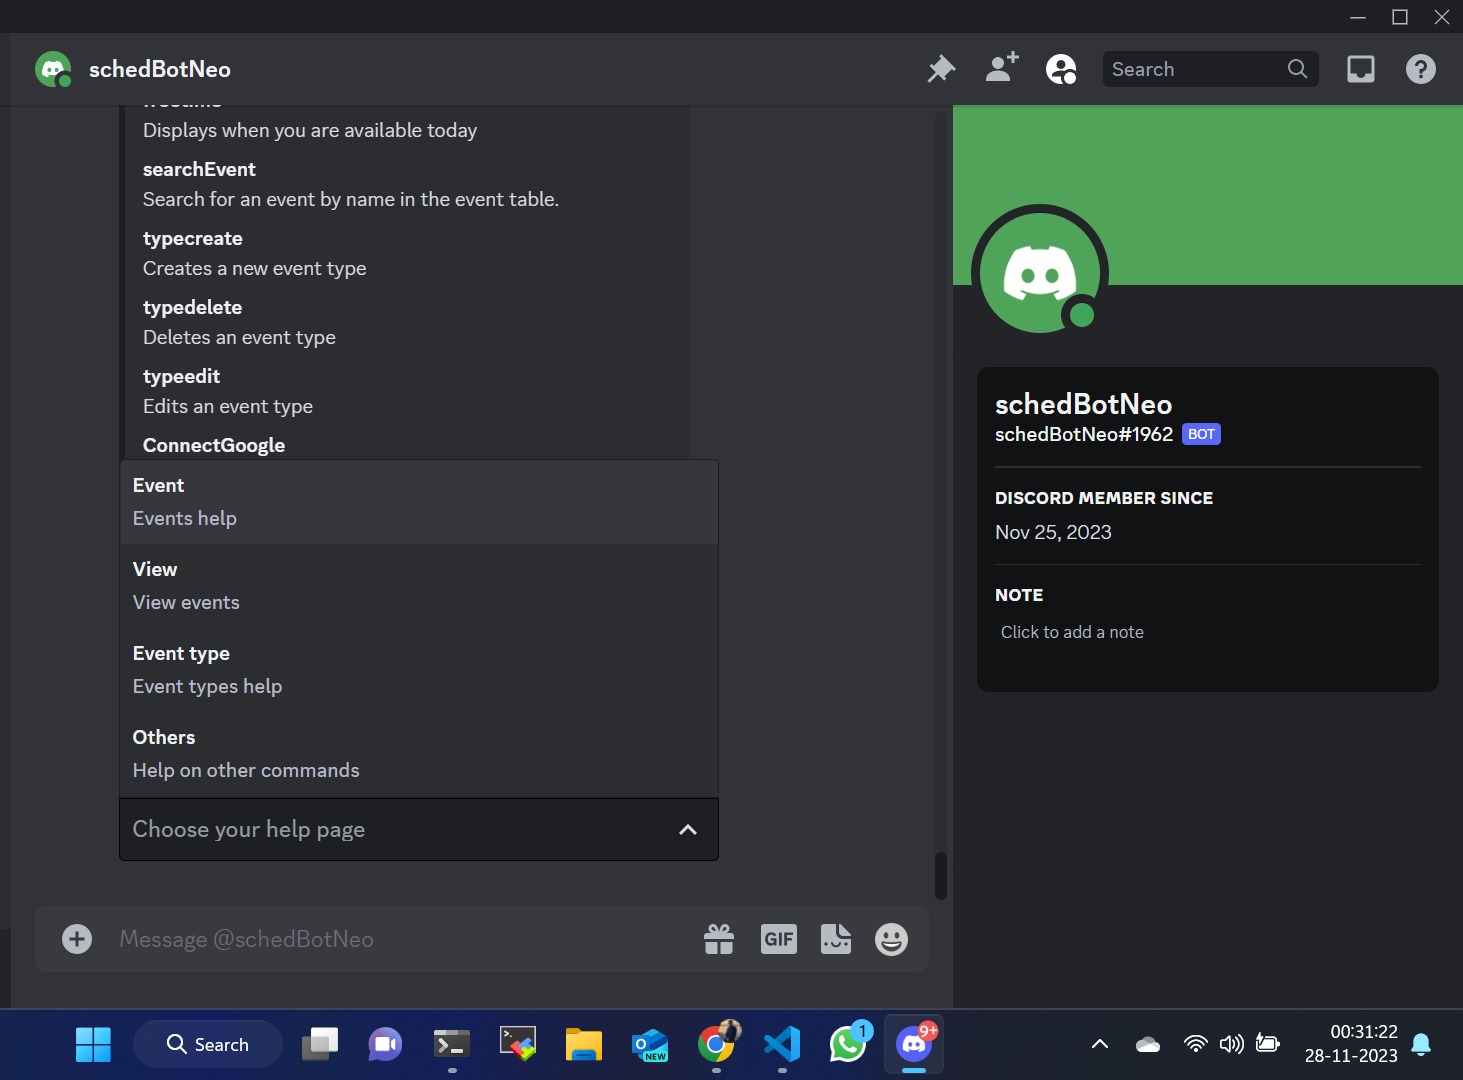 schedBotNeo
Search
Displays when you are available today
searchEvent
Search for an event by name in the event table.
typecreate
Creates a new event type
typedelete
Deletes an event type
typeedit
Edits an event type
ConnectGoogle
Event
Events help
View
View events
Event type
Event types help
Others
Help on other commands
Choose your help page
Message @schedBotNeo
GIF
schedBotNeo
schedBotNeo#1962 BOT
DISCORD MEMBER SINCE
Nov 25, 2023
NOTE
Click to add a note
Search
NEW
1
9+
00:31:22
28-11-2023